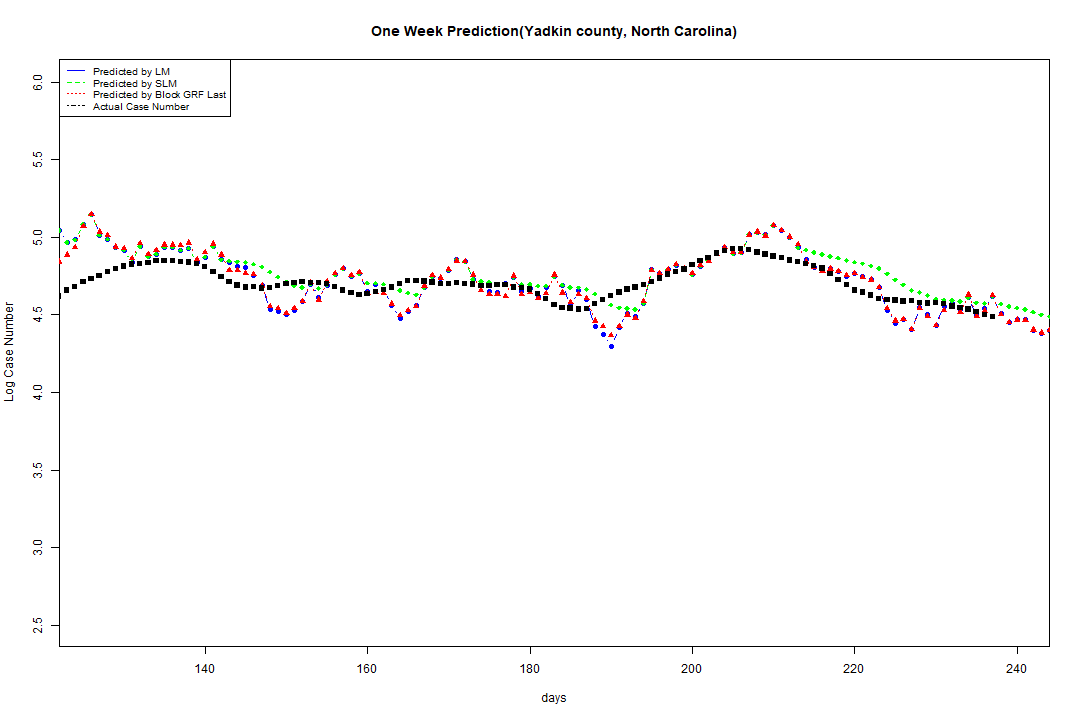 One Week Prediction(Yadkin county, North Carolina)
Predicted by LM
Predicted by SLM
Predicted by Block GRF Last
Actual Case Number
Log Case Number
6.0
5.5
5.0
4.5
4.0
3.5
3.0
2.5
140 160 180 200 220 240
days